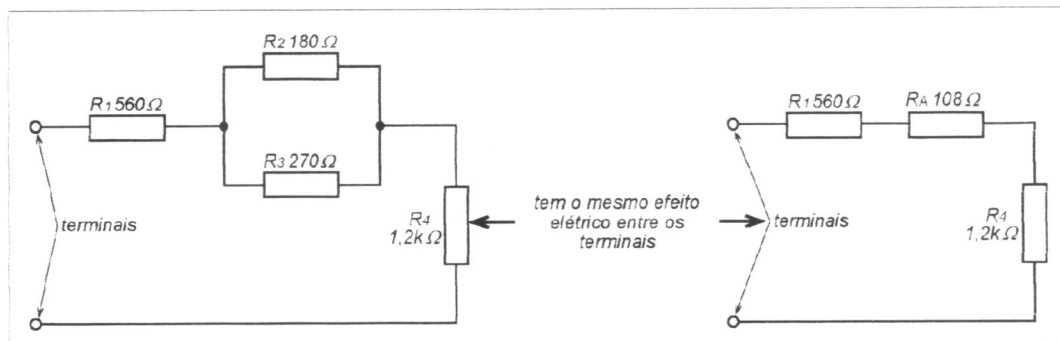 R2 180Ω
R1 560Ω
R3 270Ω
R4
1,2kΩ
terminais
tem o mesmo efeito
elétrico entre os
terminais
R1 560Ω
RA 108Ω
R4
1,2kΩ
terminais